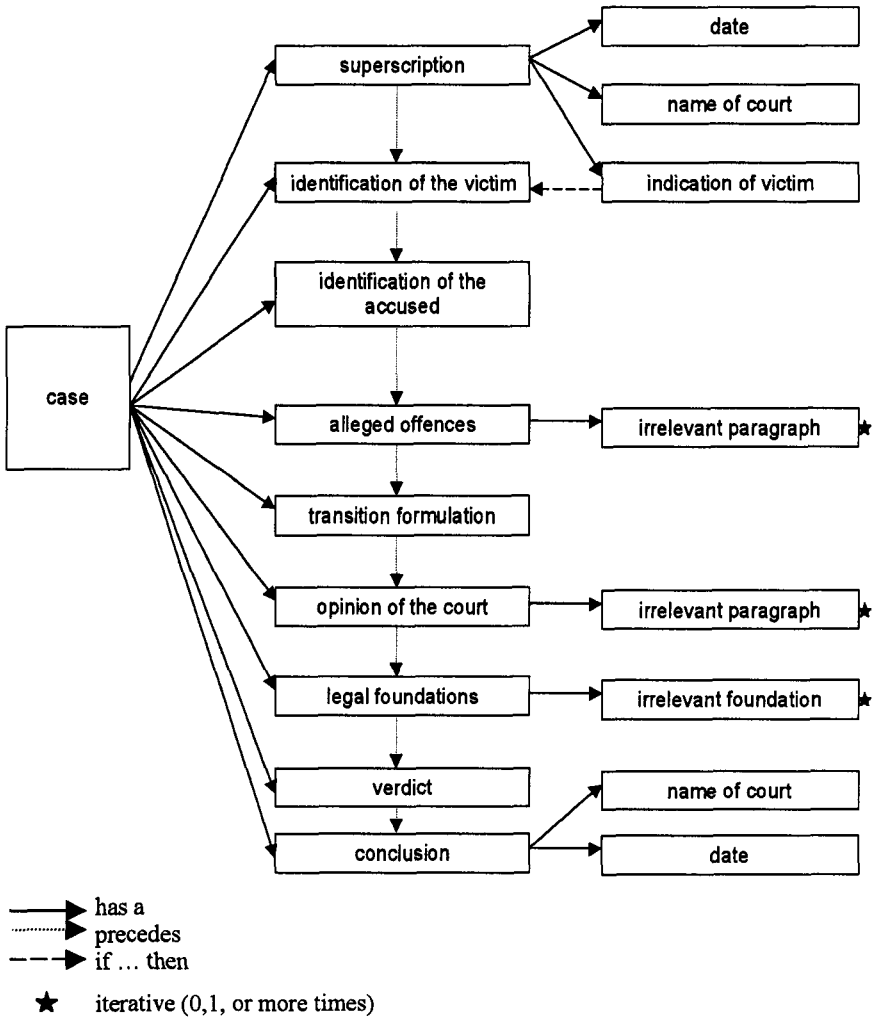 date
superscription
name of court
identification of the victim
indication of victim
identification of the
accused
case
alleged offences
irrelevant paragraph
transition formulation
opinion of the court
irrelevant paragraph
legal foundations
irrelevant foundation
verdict
name of court
conclusion
date
has a
precedes
if ... then
iterative (0,1, or more times)